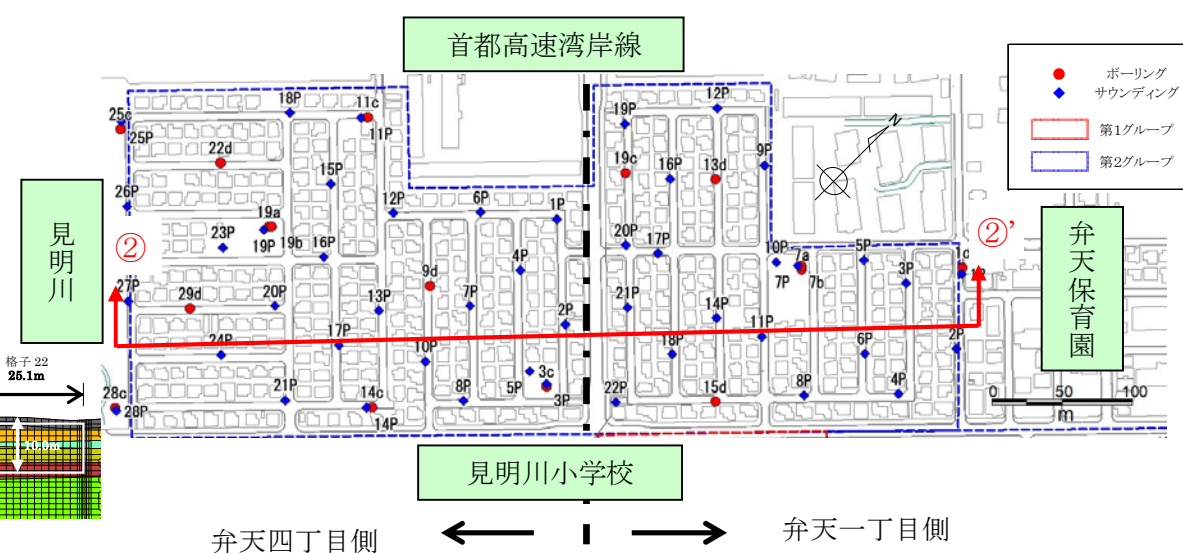 首都高速湾岸線
ボーリング
サウンディング
第1グループ
第2グループ
N
18P
11c
11P
25c
25P
22d
15P
26P
12P
6P
1P
19a
19P
19b
16P
23P
4P
9d
27P
29d
20P
13P
7P
2P
24P
17P
10P
3c
5P
3P
28c
28P
21P
14c
14P
8P
12P
19P
9P
19c
16P
13d
20P
17P
10P
7a
7P
7b
5P
3P
1d
21P
14P
11P
18P
6P
2P
22P
15d
8P
4P
見明川
②
②’
弁天保育園
0 50 100
m
格子 22
25.1m
見明川小学校
弁天四丁目側
弁天一丁目側